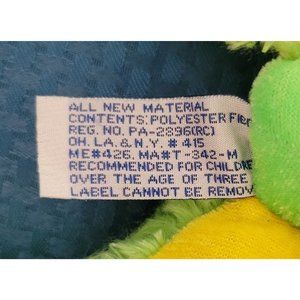 ALL NEW MATERIAL
CONTENTS: POLYESTER
REG. NO. PA-2896(RC)
OH. LA. & N.Y. # 415
ME#426. MA#T-342-M
RECOMMENDED FOR
OVER THE AGE OF THREE
LABEL CANNOT BE